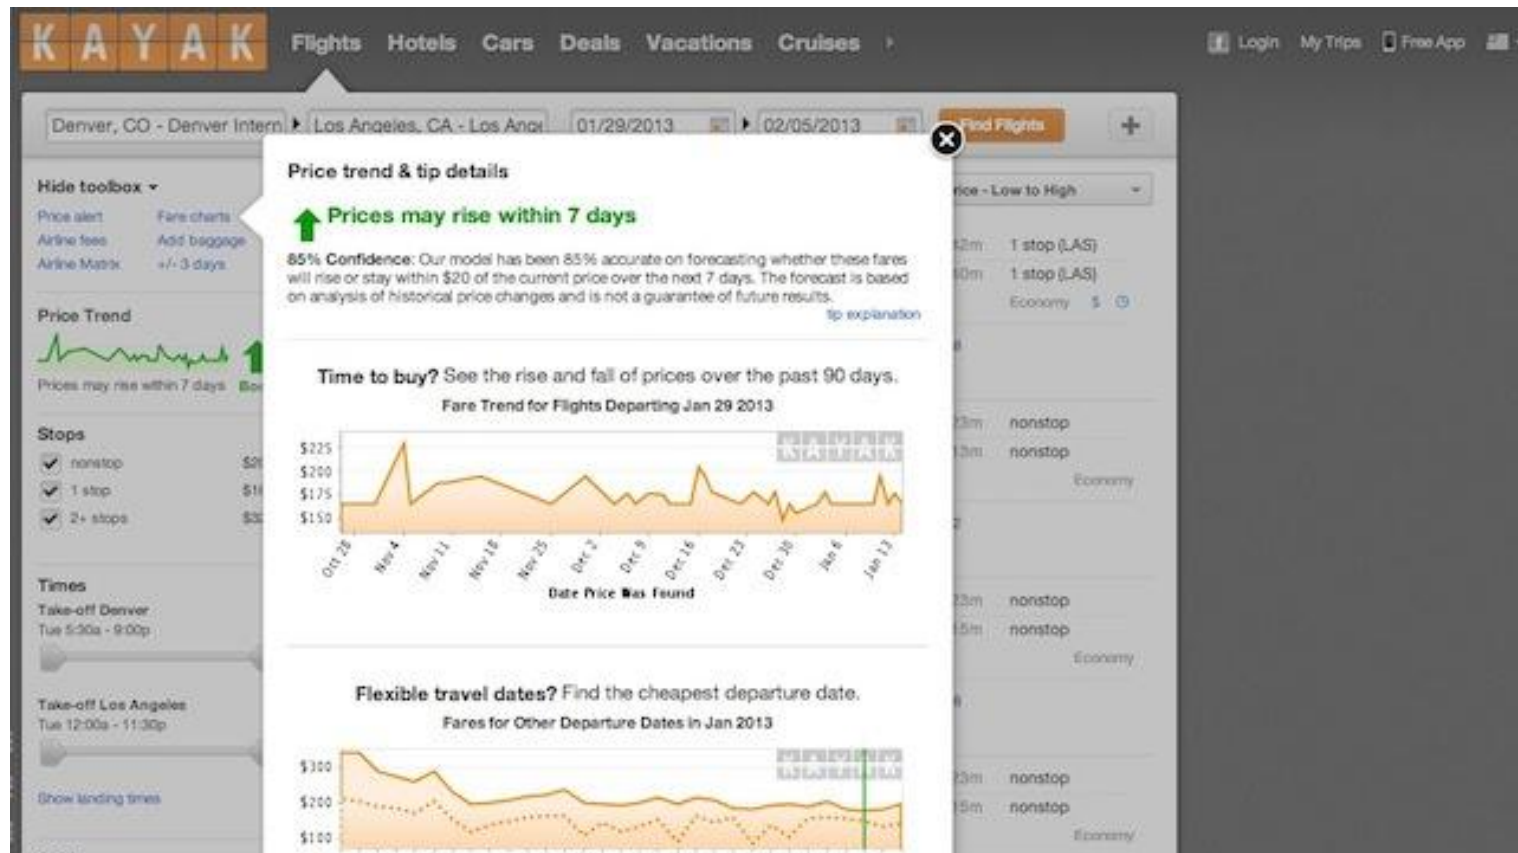 KAYAK
Flights Hotels Cars Deals Vacations Cruises
Login My Trips Free App
Denver, CO - Denver Intern
Los Angeles, CA - Los Ange
01/29/2013
02/05/2013
Find Flights
+
Hide toolbox
Price alert Fare charts
Airline fees Add baggage
Airline Matrix +/- 3 days
Price Trend
Prices may rise within 7 days
Stops
nonstop
1 stop
2+ stops
Times
Take-off Denver
Tue 5:30a - 9:00p
Take-off Los Angeles
Tue 12:00a - 11:30p
Show landing times
Price trend & tip details
Prices may rise within 7 days
85% Confidence: Our model has been 85% accurate on forecasting whether these fares
will rise or stay within $20 of the current price over the next 7 days. The forecast is based
on analysis of historical price changes and is not a guarantee of future results.
tip explanation
Time to buy? See the rise and fall of prices over the past 90 days.
Fare Trend for Flights Departing Jan 29 2013
KAYAK
$225
$200
$175
$150
Oct 28 Nov 4 Nov 11 Nov 18 Nov 25 Dec 2 Dec 9 Dec 16 Dec 23 Dec 30 Jan 6 Jan 13
Date Price Was Found
Flexible travel dates? Find the cheapest departure date.
Fares for Other Departure Dates in Jan 2013
KAYAK
$300
$200
$100
rice - Low to High
42m 1 stop (LAS)
1 stop (LAS)
Economy $
23m nonstop
13m nonstop
Economy
23m nonstop
15m nonstop
Economy
23m nonstop
15m nonstop
Economy